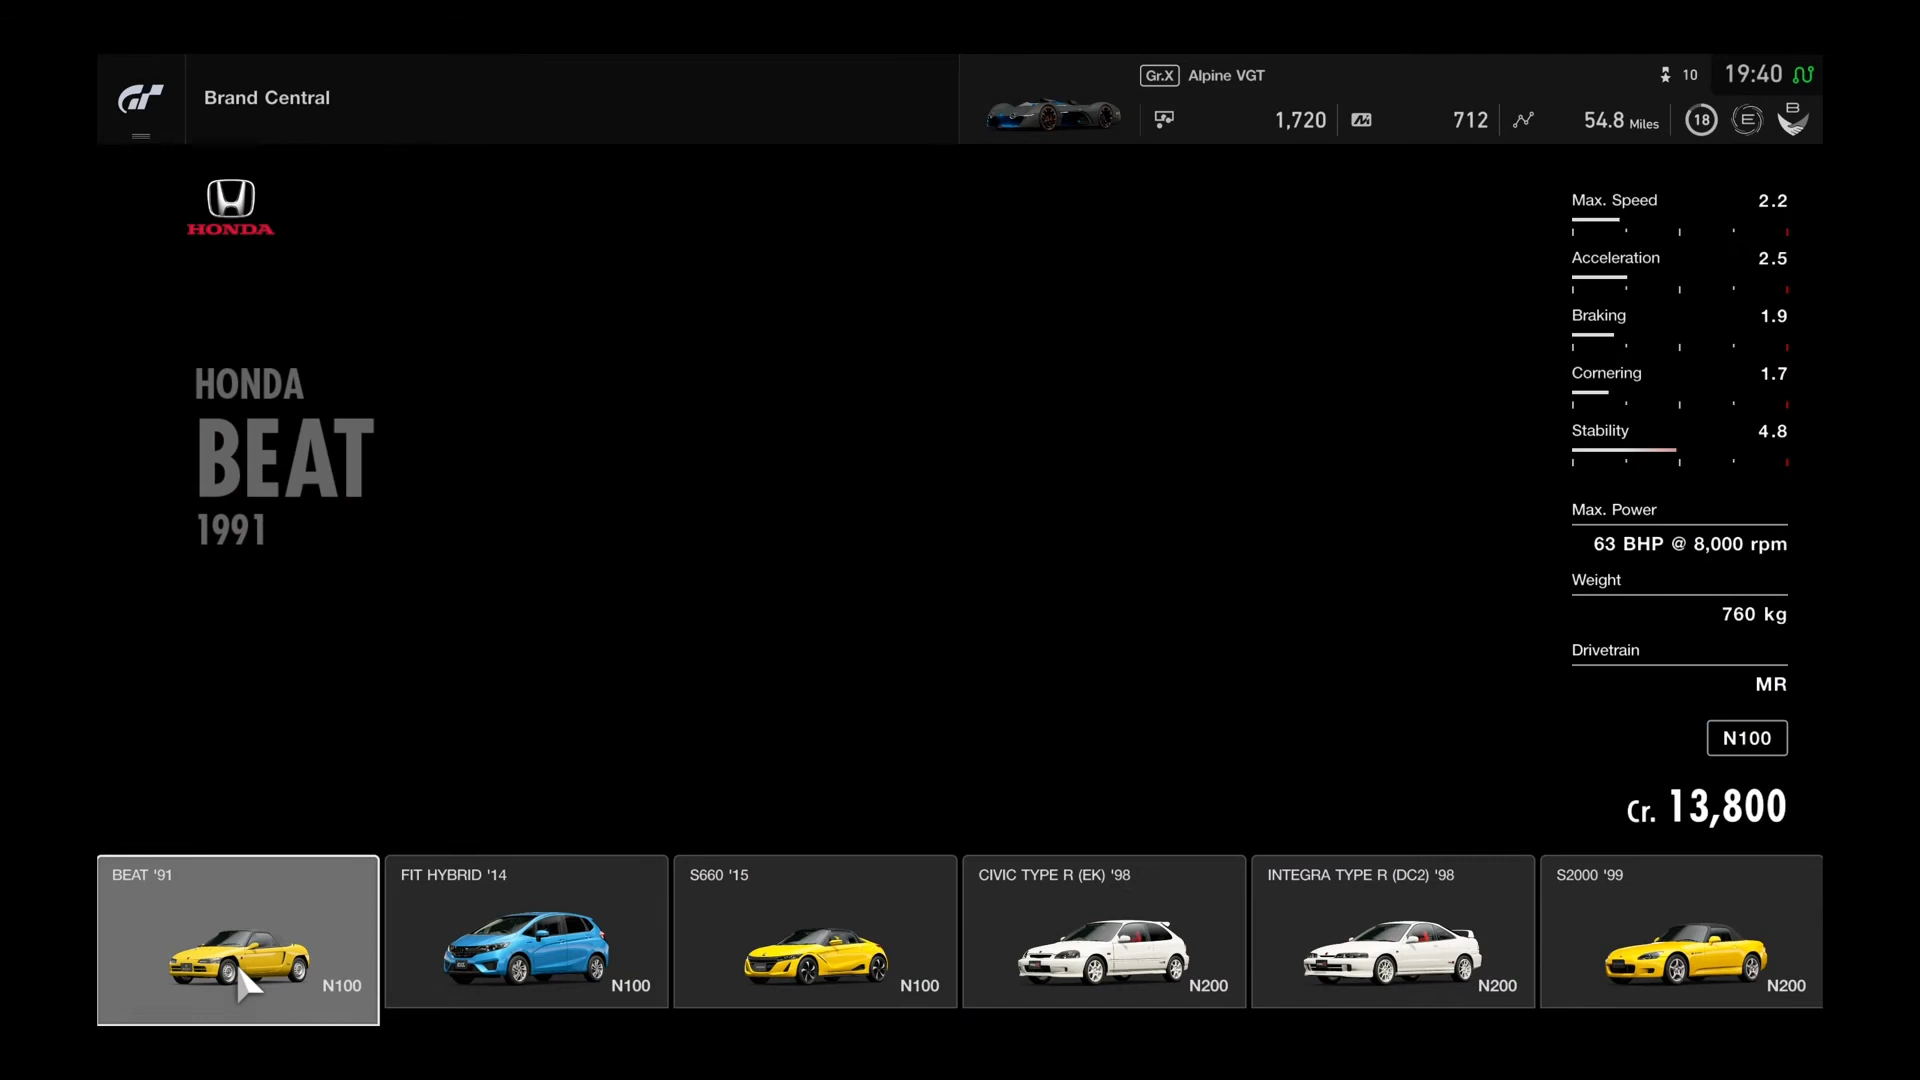 Brand Central
Gr.X Alpine VGT
10
19:40
1,720
712
54.8 Miles
18
E
B
HONDA
HONDA
BEAT
1991
Max. Speed 2.2
Acceleration 2.5
Braking 1.9
Cornering 1.7
Stability 4.8
Max. Power
63 BHP @ 8,000 rpm
Weight
760 kg
Drivetrain
MR
N100
Cr. 13,800
BEAT '91
N100
FIT HYBRID '14
N100
S660 '15
N100
CIVIC TYPE R (EK) '98
N200
INTEGRA TYPE R (DC2) '98
N200
S2000 '99
N200